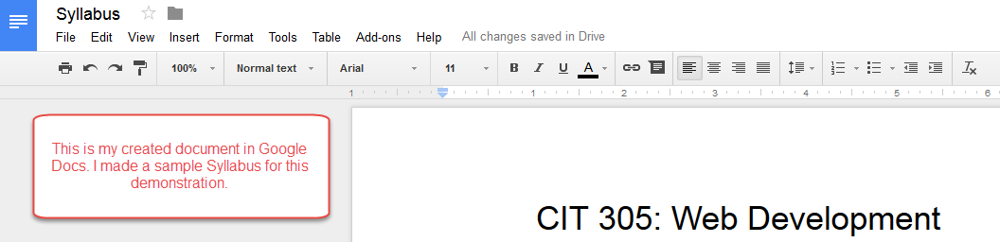 Syllabus
File Edit View Insert Format Tools Table Add-ons Help All changes saved in Drive
100% Normal text Arial 11 B I U A
1 1 2 3 4 5 6
This is my created document in Google
Docs. I made a sample Syllabus for this
demonstration.
CIT 305: Web Development